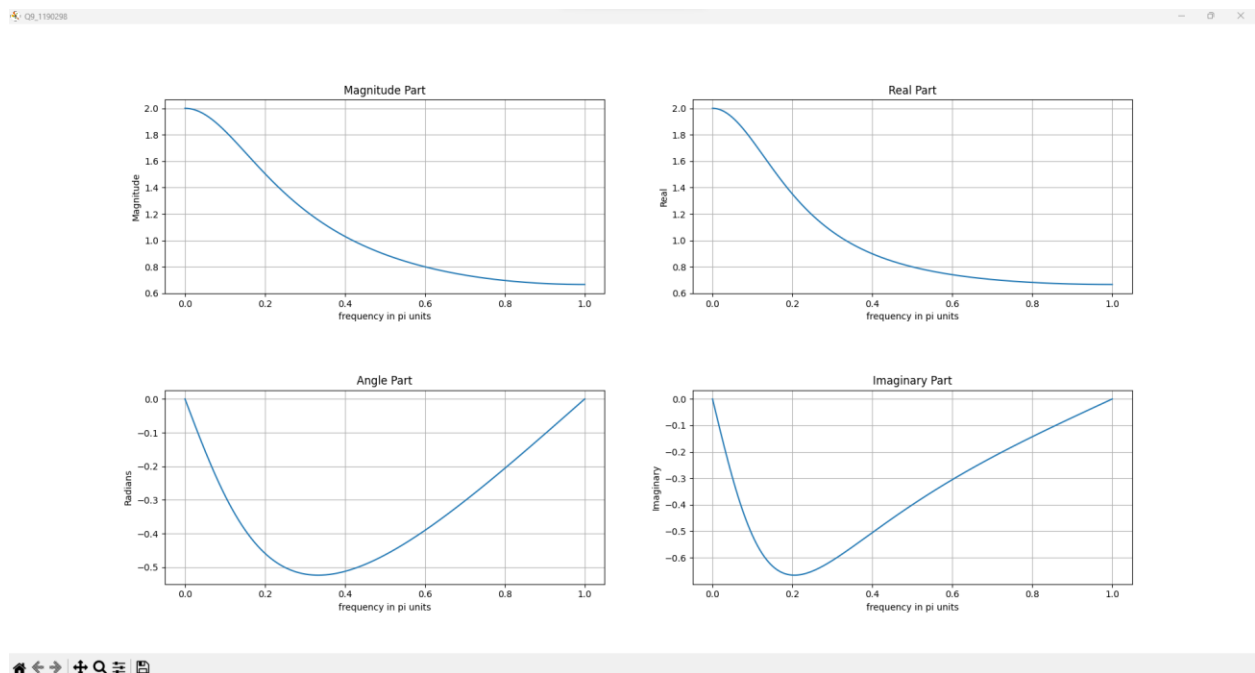 Q9_1190298
Magnitude Part
2.0
1.8
1.6
1.4
1.2
1.0
0.8
0.6
Magnitude
0.0 0.2 0.4 0.6 0.8 1.0
frequency in pi units
Real Part
2.0
1.8
1.6
1.4
1.2
1.0
0.8
0.6
Real
0.0 0.2 0.4 0.6 0.8 1.0
frequency in pi units
Angle Part
0.0
−0.1
−0.2
−0.3
−0.4
−0.5
Radians
0.0 0.2 0.4 0.6 0.8 1.0
frequency in pi units
Imaginary Part
0.0
−0.1
−0.2
−0.3
−0.4
−0.5
−0.6
Imaginary
0.0 0.2 0.4 0.6 0.8 1.0
frequency in pi units